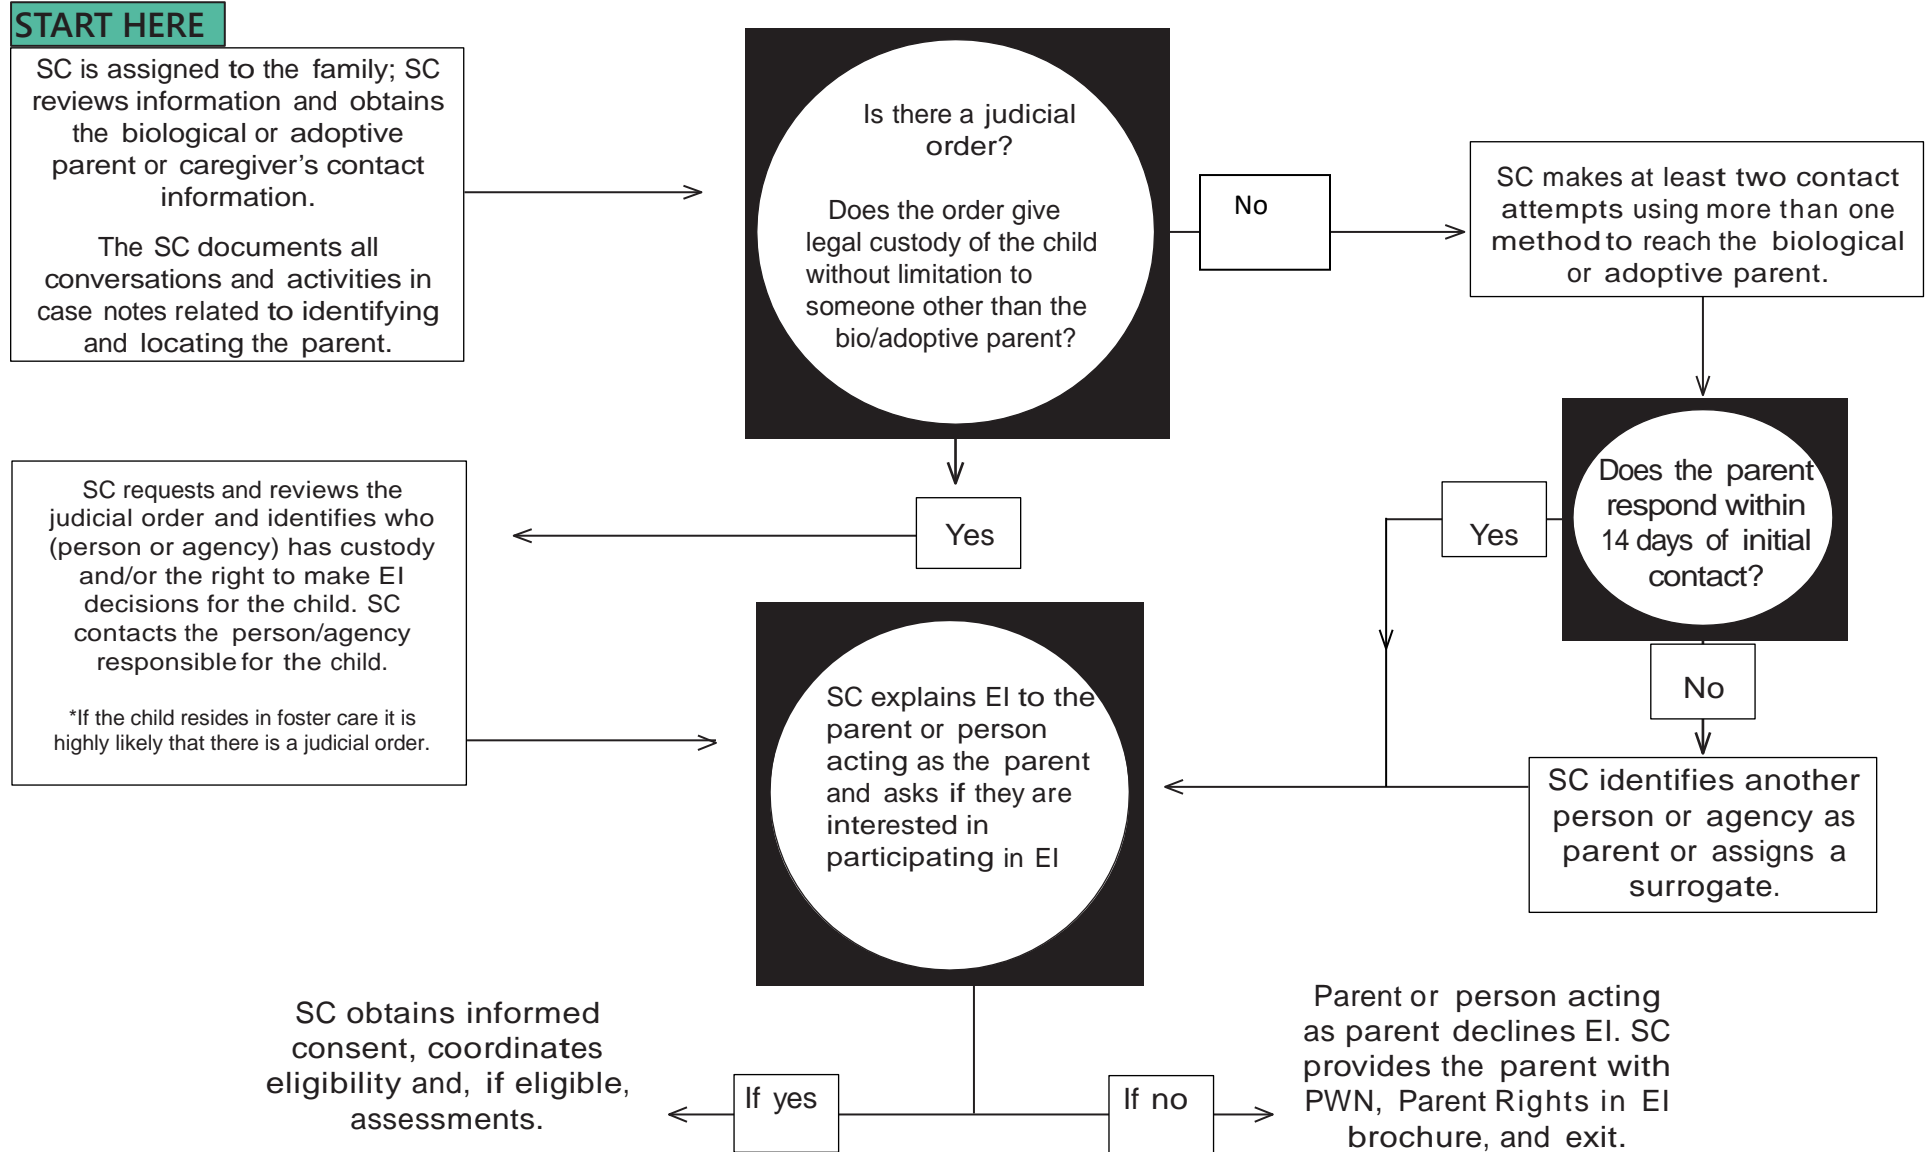 START HERE
SC is assigned to the family; SC
reviews information and obtains
the biological or adoptive
parent or caregiver’s contact
information.
The SC documents all
conversations and activities in
case notes related to identifying
and locating the parent.
Is there a judicial
order?
Does the order give
legal custody of the child
without limitation to
someone other than the
bio/adoptive parent?
No
SC makes at least two contact
attempts using more than one
method to reach the biological
or adoptive parent.
Yes
SC requests and reviews the
judicial order and identifies who
(person or agency) has custody
and/or the right to make EI
decisions for the child. SC
contacts the person/agency
responsible for the child.
*If the child resides in foster care it is
highly likely that there is a judicial order.
Does the parent
respond within
14 days of initial
contact?
Yes
No
SC identifies another
person or agency as
parent or assigns a
surrogate.
SC explains EI to the
parent or person
acting as the parent
and asks if they are
interested in
participating in EI
If yes
SC obtains informed
consent, coordinates
eligibility and, if eligible,
assessments.
If no
Parent or person acting
as parent declines EI. SC
provides the parent with
PWN, Parent Rights in EI
brochure, and exit.